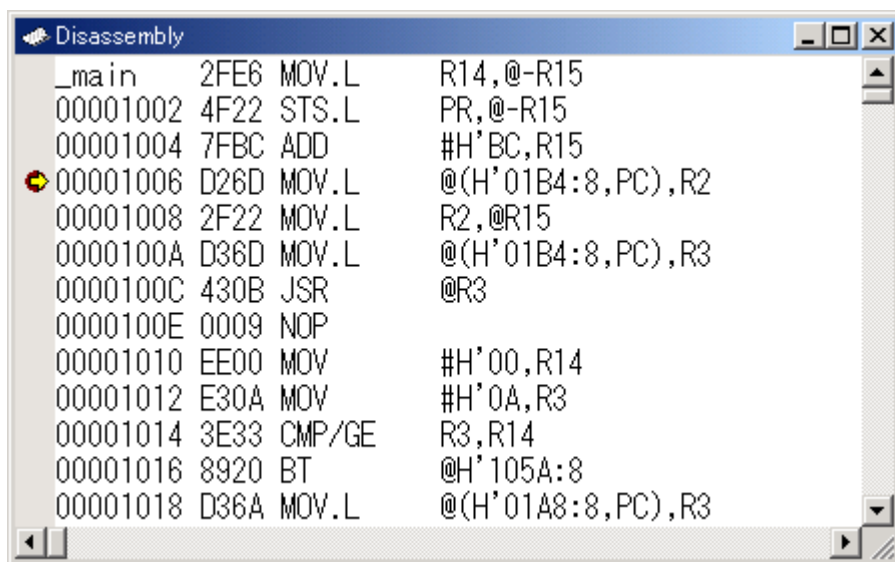 Disassembly
_main 2FE6 MOV.L R14,@-R15
00001002 4F22 STS.L PR,@-R15
00001004 7FBC ADD #H'BC,R15
00001006 D26D MOV.L @(H'01B4:8,PC),R2
00001008 2F22 MOV.L R2,@R15
0000100A D36D MOV.L @(H'01B4:8,PC),R3
0000100C 430B JSR @R3
0000100E 0009 NOP
00001010 EE00 MOV #H'00,R14
00001012 E30A MOV #H'0A,R3
00001014 3E33 CMP/GE R3,R14
00001016 8920 BT @H'105A:8
00001018 D36A MOV.L @(H'01A8:8,PC),R3